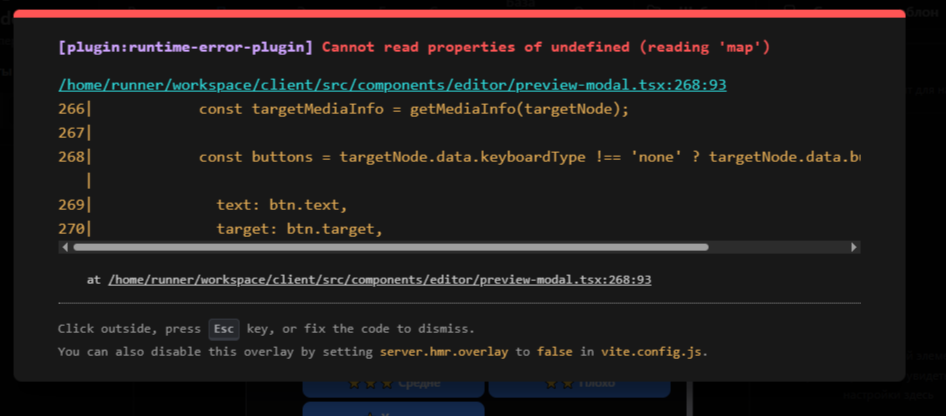 [plugin:runtime-error-plugin] Cannot read properties of undefined (reading 'map')
/home/runner/workspace/client/src/components/editor/preview-modal.tsx:268:93
266| const targetMediaInfo = getMediaInfo(targetNode);
267|
268| const buttons = targetNode.data.keyboardType !== 'none' ? targetNode.data.bu
|
269| text: btn.text,
270| target: btn.target,
at /home/runner/workspace/client/src/components/editor/preview-modal.tsx:268:93
Click outside, press Esc key, or fix the code to dismiss.
You can also disable this overlay by setting server.hmr.overlay to false in vite.config.js.
Средне
Плохо